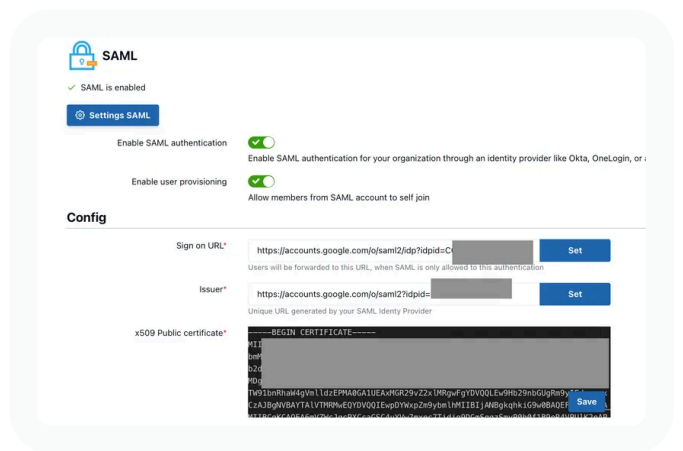 SAML
SAML is enabled
Settings SAML
Enable SAML authentication
Enable SAML authentication for your organization through an identity provider like Okta, OneLogin, or
Enable user provisioning
Allow members from SAML account to self join
Config
Sign on URL*
https://accounts.google.com/o/saml2/idp?idpid=C
Set
Users will be forwarded to this URL, when SAML is only allowed to this authentication
Issuer*
https://accounts.google.com/o/saml2?idpid=
Set
Unique URL generated by your SAML Identy Provider
x509 Public certificate*
-----BEGIN CERTIFICATE-----
MII
bmM
b2d
MDg
Save